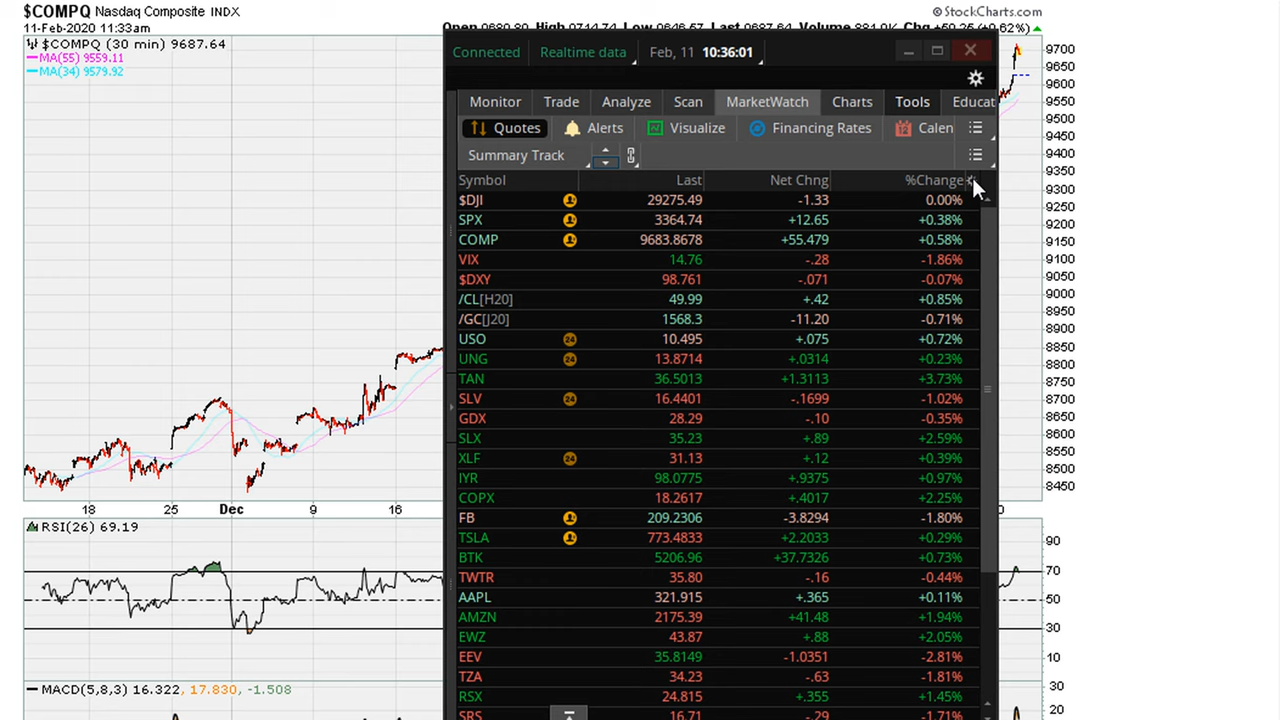 $COMPQ Nasdaq Composite INDX
© StockCharts.com
11-Feb-2020 11:33am
$COMPQ (30 min) 9687.64
MA(55) 9559.11
MA(34) 9579.92
Connected Realtime data Feb, 11 10:36:01
Monitor Trade Analyze Scan MarketWatch Charts Tools Educat
Quotes Alerts Visualize Financing Rates Calen
Summary Track
Symbol Last Net Chng %Change
$DJI 29275.49 -1.33 0.00%
SPX 3364.74 +12.65 +0.38%
COMP 9683.8678 +55.479 +0.58%
VIX 14.76 -.28 -1.86%
$DXY 98.761 -.071 -0.07%
/CL[H20] 49.99 +.42 +0.85%
/GC[J20] 1568.3 -11.20 -0.71%
USO 24 10.495 +.075 +0.72%
UNG 24 13.8714 +.0314 +0.23%
TAN 36.5013 +1.3113 +3.73%
SLV 24 16.4401 -.1699 -1.02%
GDX 28.29 -.10 -0.35%
SLX 35.23 +.89 +2.59%
XLF 24 31.13 +.12 +0.39%
IYR 98.0775 +.9375 +0.97%
COPX 18.2617 +.4017 +2.25%
FB 209.2306 -3.8294 -1.80%
TSLA 773.4833 +2.2033 +0.29%
BTK 5206.96 +37.7326 +0.73%
TWTR 35.80 -.16 -0.44%
AAPL 321.915 +.365 +0.11%
AMZN 2175.39 +41.48 +1.94%
EWZ 43.87 +.88 +2.05%
EEV 35.8149 -1.0351 -2.81%
TZA 34.23 -.63 -1.81%
RSX 24.815 +.355 +1.45%
SRS 16.71 -.29 -1.71%
9700
9650
9600
9550
9500
9450
9400
9350
9300
9250
9200
9150
9100
9050
9000
8950
8900
8850
8800
8750
8700
8650
8600
8550
8500
8450
18 25 Dec 9 16
RSI(26) 69.19
90
70
50
30
10
MACD(5,8,3) 16.322, 17.830, -1.508
30
20